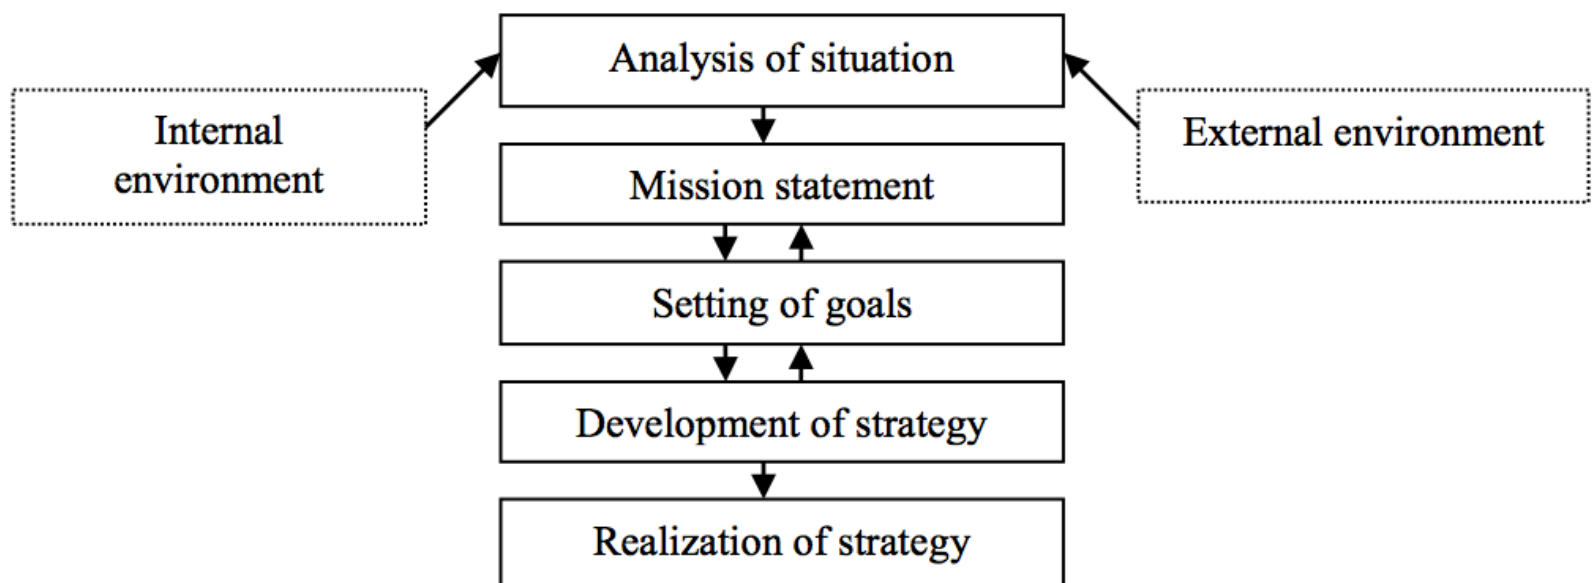 Analysis of situation
Internal
environment
External environment
Mission statement
Setting of goals
Development of strategy
Realization of strategy